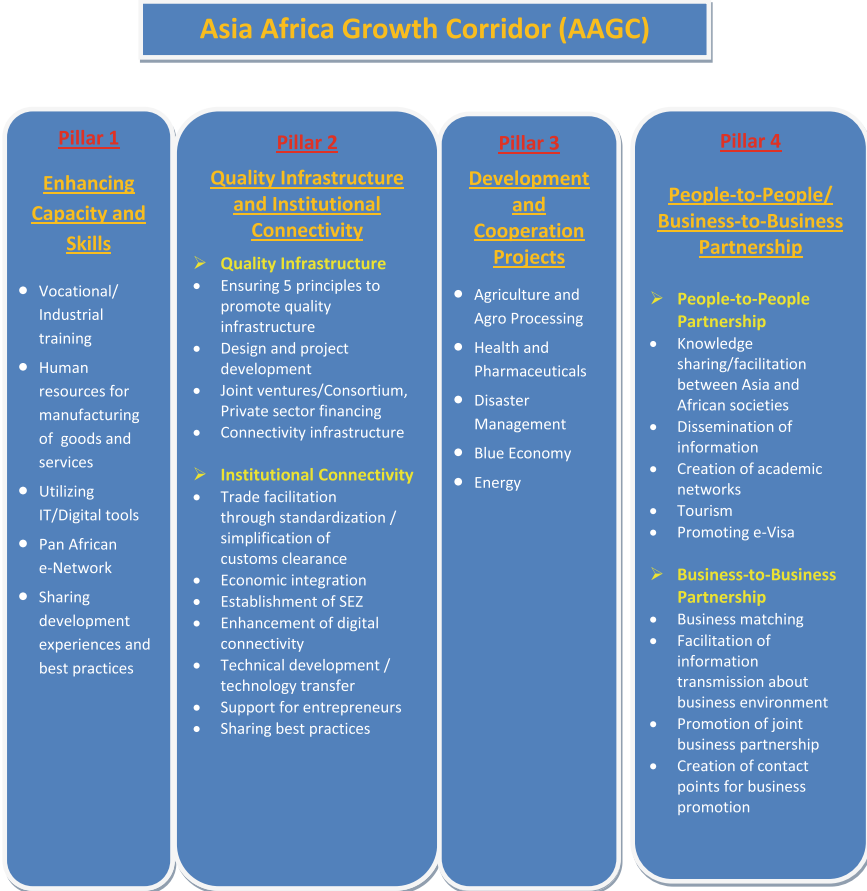 Asia Africa Growth Corridor (AAGC)
Pillar 1
Enhancing
Capacity and
Skills
• Vocational/
Industrial
training
• Human
resources for
manufacturing
of goods and
services
• Utilizing
IT/Digital tools
• Pan African
e-Network
• Sharing
development
experiences and
best practices
Pillar 2
Quality Infrastructure
and Institutional
Connectivity
➢ Quality Infrastructure
• Ensuring 5 principles to
promote quality
infrastructure
• Design and project
development
• Joint ventures/Consortium,
Private sector financing
• Connectivity infrastructure
➢ Institutional Connectivity
• Trade facilitation
through standardization /
simplification of
customs clearance
• Economic integration
• Establishment of SEZ
• Enhancement of digital
connectivity
• Technical development /
technology transfer
• Support for entrepreneurs
• Sharing best practices
Pillar 3
Development
and
Cooperation
Projects
• Agriculture and
Agro Processing
• Health and
Pharmaceuticals
• Disaster
Management
• Blue Economy
• Energy
Pillar 4
People-to-People/
Business-to-Business
Partnership
➢ People-to-People
Partnership
• Knowledge
sharing/facilitation
between Asia and
African societies
• Dissemination of
information
• Creation of academic
networks
• Tourism
• Promoting e-Visa
➢ Business-to-Business
Partnership
• Business matching
• Facilitation of
information
transmission about
business environment
• Promotion of joint
business partnership
• Creation of contact
points for business
promotion